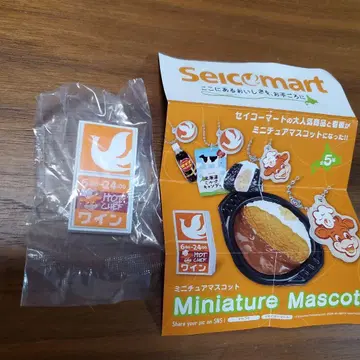 Seicomart
ここにあるおいしさを、お手ごろに。
セイコーマートの大人気商品と看板が
ミニチュアマスコットになった!!
全5種
6時~24時
HOT
CHEF
ワイン
6時~24時
HOT
CHEF
ワイン
ミニチュアマスコット
Miniature Mascot
Share your pic on SNS!